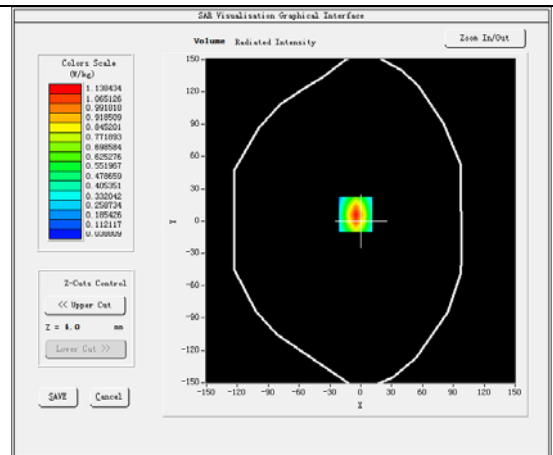 SAR Visualisation Graphical Interface
Volume Radiated Intensity
Zoom In/Out
Colors Scale
(W/kg)
1.138434
1.065126
0.991818
0.918509
0.845201
0.771893
0.698584
0.625276
0.551967
0.478659
0.405351
0.332042
0.258734
0.185426
0.112117
0.038809
150
120
90
60
30
0
-30
-60
-90
-120
-150
Y
-150 -120 -90 -60 -30 0 30 60 90 120 150
X
Z-Cuts Control
<< Upper Cut
Z = 4.0 mm
Lower Cut >>
SAVE Cancel